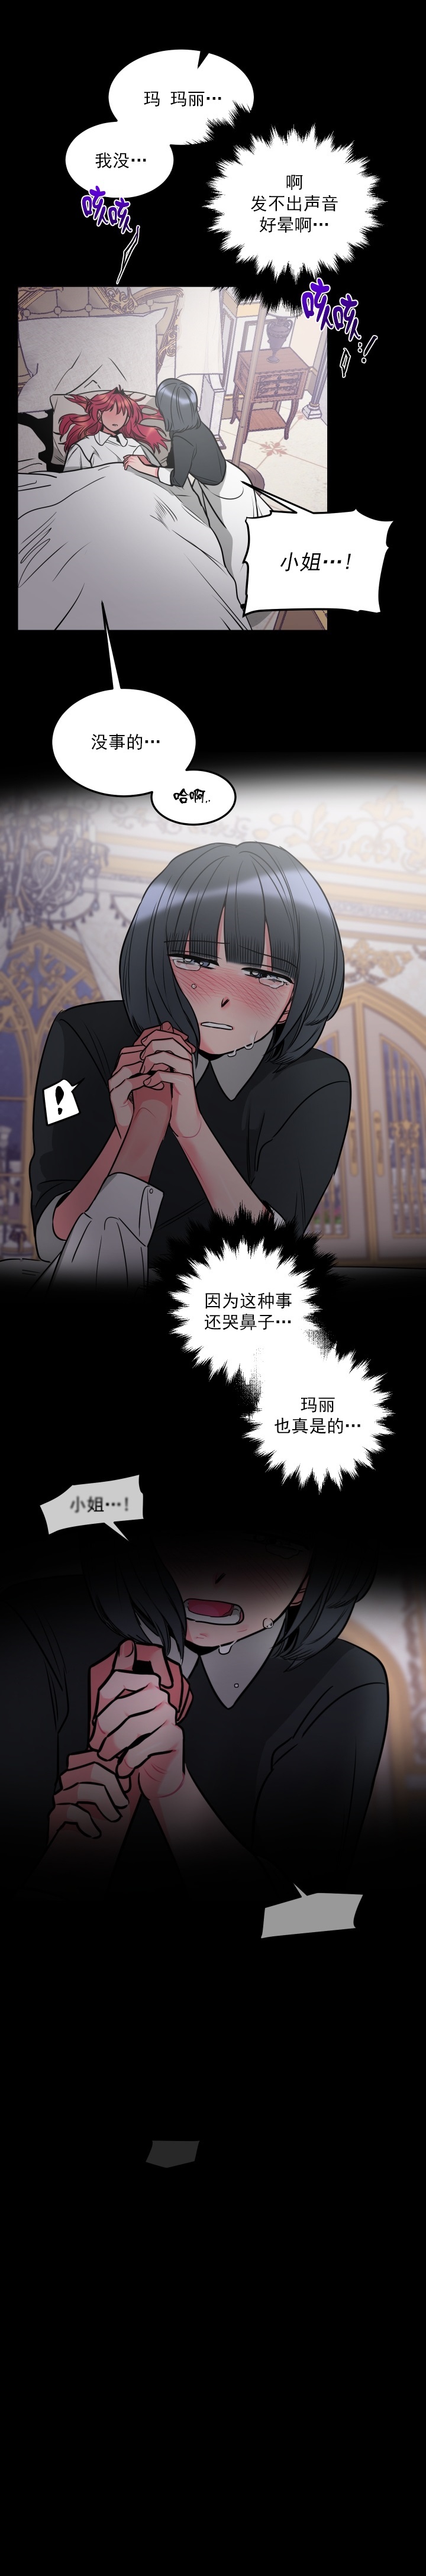 玛 玛丽…
我没…
咳咳
啊
发不出声音
好晕啊…
咳咳…!
小姐…!
没事的…
哈啊..
!
因为这种事
还哭鼻子…
玛丽
也真是的…
小姐…!